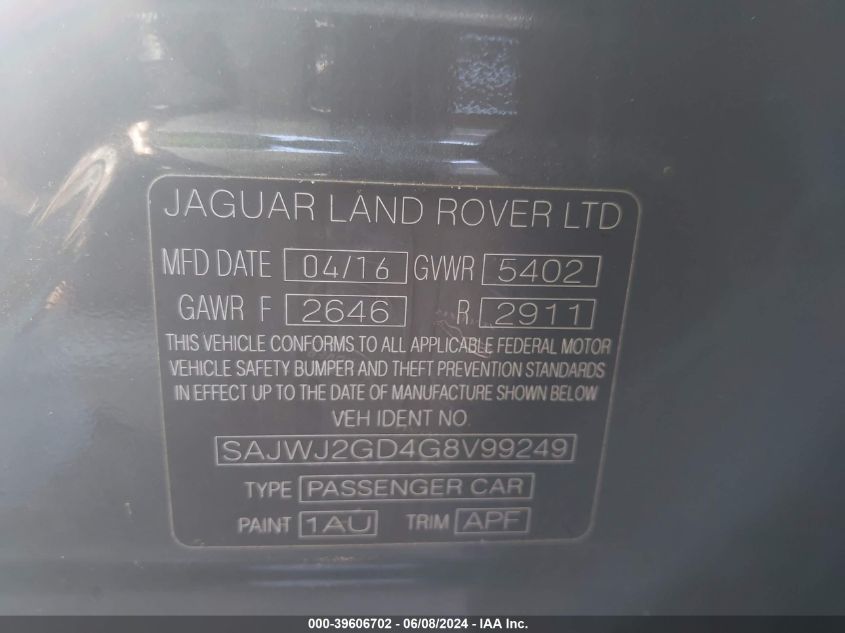 JAGUAR LAND ROVER LTD
MFD DATE 04/16 GVWR 5402
GAWR F 2646 R 2911
THIS VEHICLE CONFORMS TO ALL APPLICABLE FEDERAL MOTOR
VEHICLE SAFETY BUMPER AND THEFT PREVENTION STANDARDS
IN EFFECT UP TO THE DATE OF MANUFACTURE SHOWN BELOW
VEH IDENT NO.
SAJWJ2GD4G8V99249
TYPE PASSENGER CAR
PAINT 1AU TRIM APF
000-39606702 - 06/08/2024 - IAA Inc.